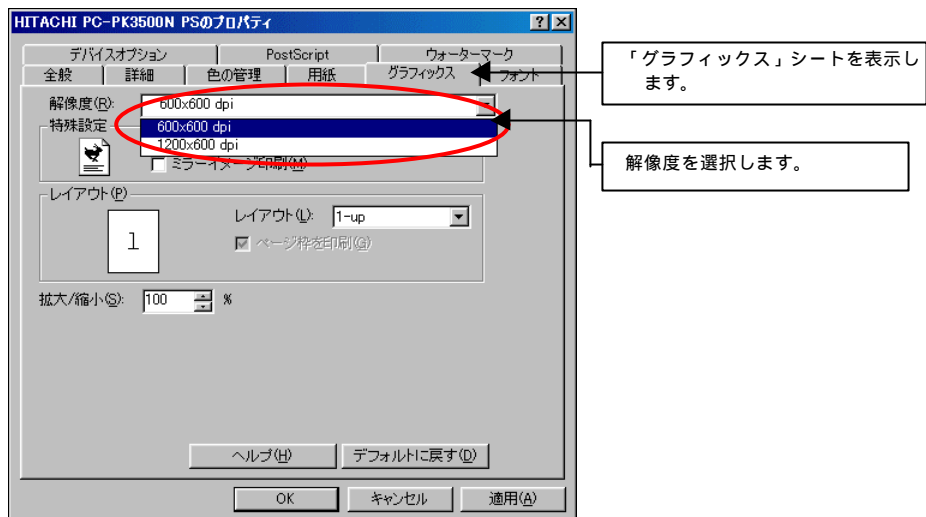 HITACHI PC-PK3500N PSのプロパティ
デバイスオプション PostScript ウォーターマーク
全般 詳細 色の管理 用紙 グラフィックス フォント
「グラフィックス」シートを表示し
ます。
解像度(R): 600x600 dpi
600x600 dpi
1200x600 dpi
解像度を選択します。
特殊設定
ミラーイメージ印刷(M)
レイアウト(P)
1
レイアウト(L): 1-up
ページ枠を印刷(G)
拡大/縮小(S): 100 %
ヘルプ(H) デフォルトに戻す(D)
OK キャンセル 適用(A)